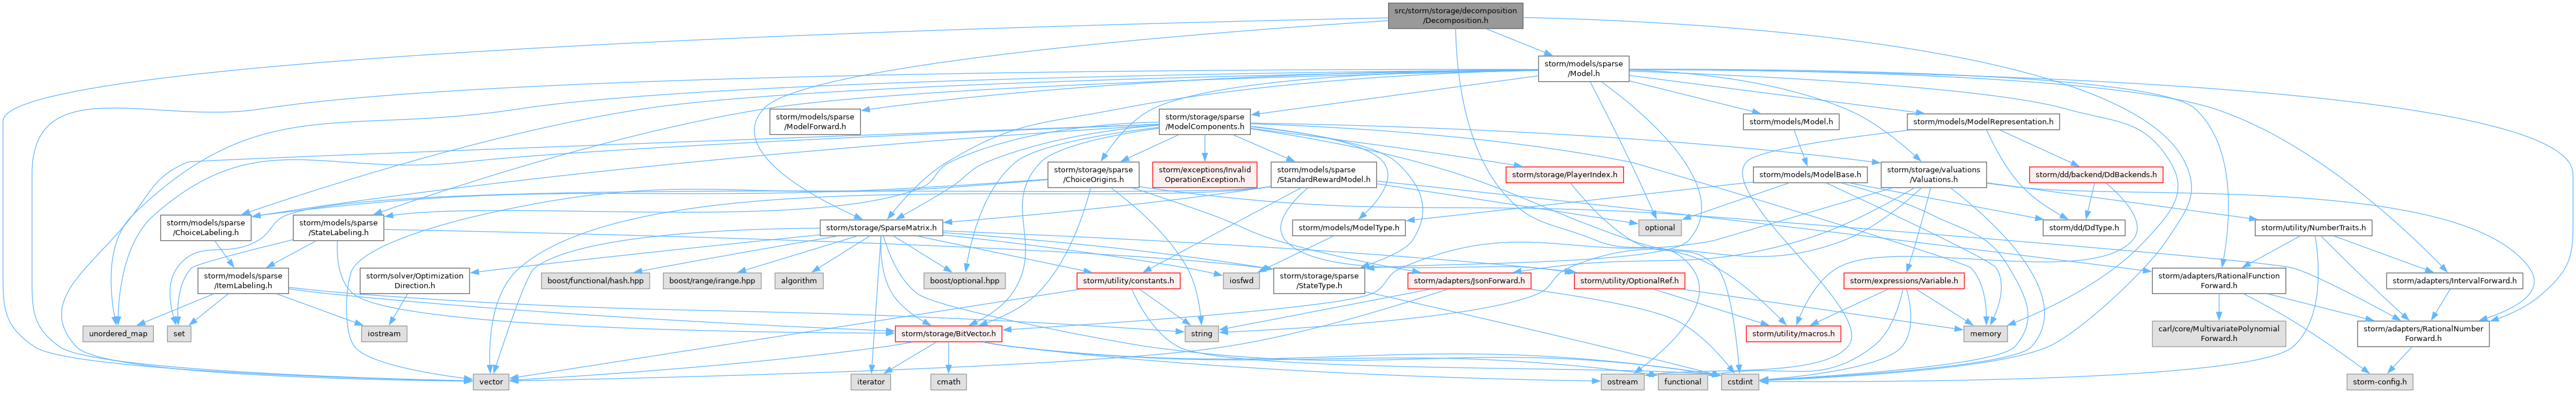 src/storm/storage/decomposition
/Decomposition.h
storm/models/sparse
/Model.h
storm/models/sparse
/ModelForward.h
storm/storage/sparse
/ModelComponents.h
storm/models/Model.h
storm/models/ModelRepresentation.h
storm/storage/sparse
/ChoiceOrigins.h
storm/exceptions/Invalid
OperationException.h
storm/models/sparse
/StandardRewardModel.h
storm/storage/PlayerIndex.h
storm/models/ModelBase.h
storm/storage/valuations
/Valuations.h
storm/dd/backend/DdBackends.h
storm/models/sparse
/ChoiceLabeling.h
storm/models/sparse
/StateLabeling.h
storm/storage/SparseMatrix.h
storm/models/ModelType.h
optional
storm/dd/DdType.h
storm/utility/NumberTraits.h
storm/models/sparse
/ItemLabeling.h
storm/solver/Optimization
Direction.h
boost/functional/hash.hpp
boost/range/irange.hpp
algorithm
boost/optional.hpp
storm/utility/constants.h
iosfwd
storm/storage/sparse
/StateType.h
storm/adapters/JsonForward.h
storm/utility/OptionalRef.h
storm/expressions/Variable.h
storm/adapters/RationalFunction
Forward.h
storm/adapters/IntervalForward.h
unordered_map
set
iostream
storm/storage/BitVector.h
string
storm/utility/macros.h
memory
carl/core/MultivariatePolynomial
Forward.h
storm/adapters/RationalNumber
Forward.h
vector
iterator
cmath
ostream
functional
cstdint
storm-config.h